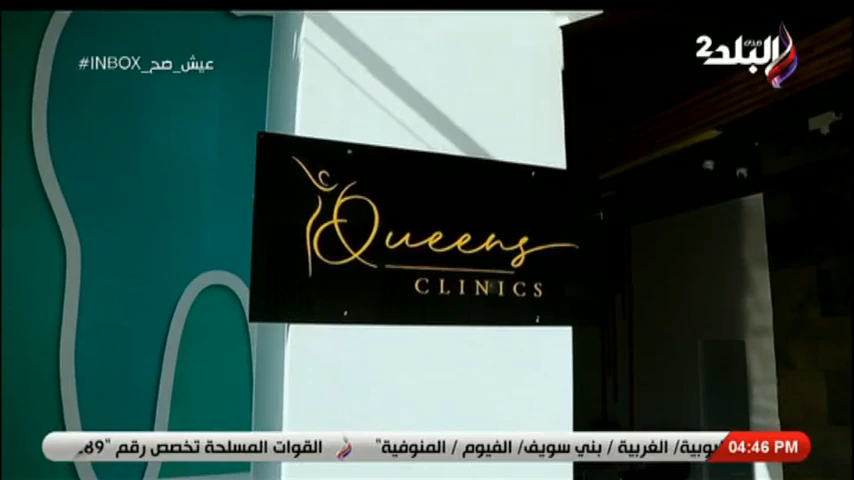 #INBOX_عيش_صح
صدى البلد 2
Queens
CLINICS
القوات المسلحة تخصص رقم "89
وبية/ الغربية / بني سويف/ الفيوم / المنوفية"
04:46 PM